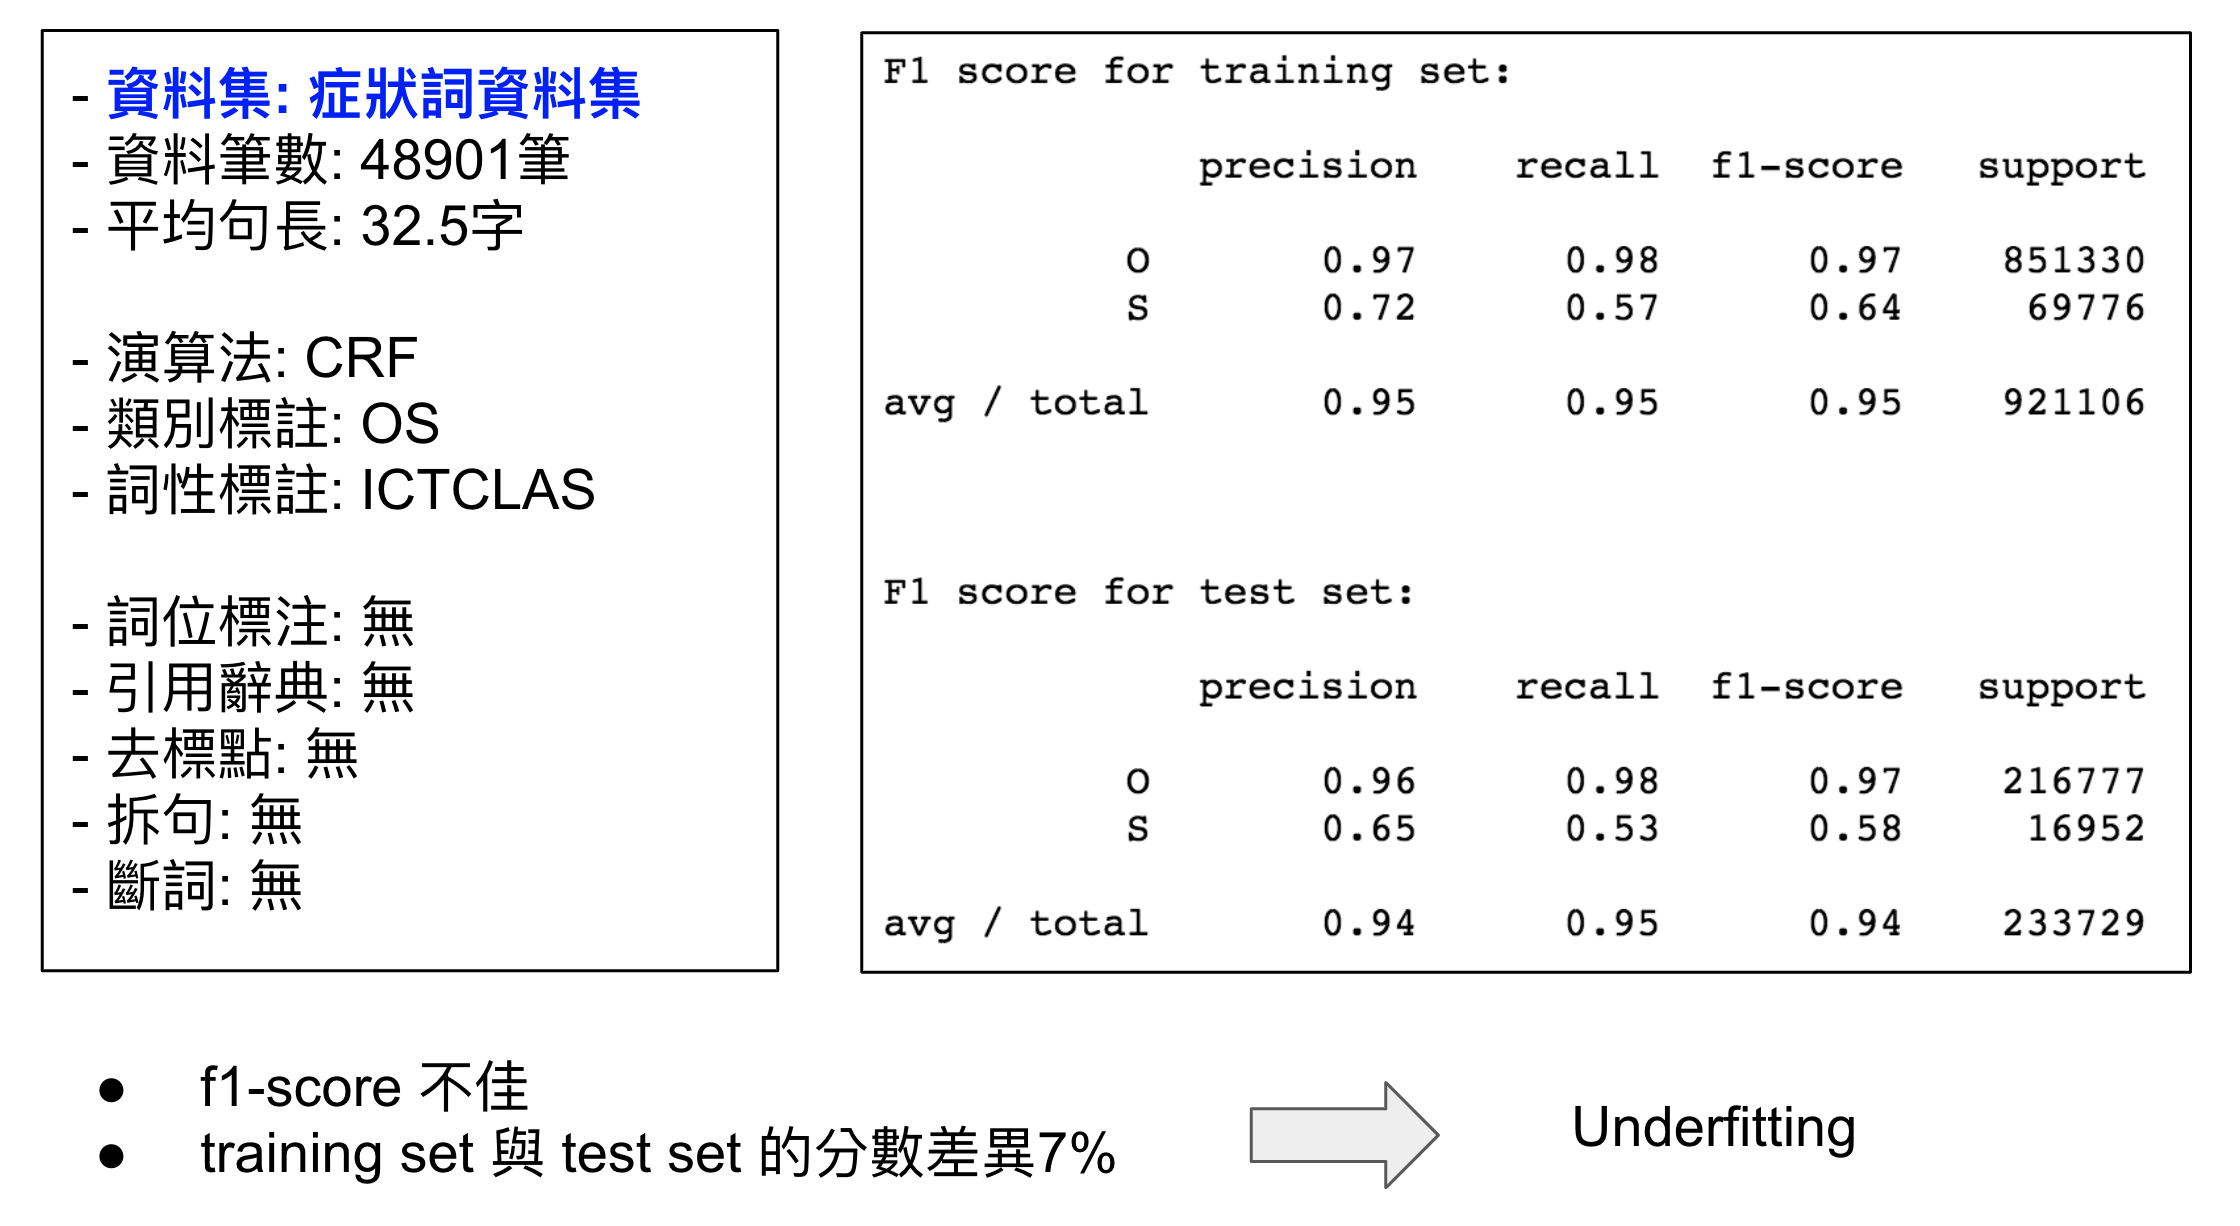 - 資料集: 症狀詞資料集
- 資料筆數: 48901筆
- 平均句長: 32.5字
- 演算法: CRF
- 類別標註: OS
- 詞性標註: ICTCLAS
- 詞位標注: 無
- 引用辭典: 無
- 去標點: 無
- 拆句: 無
- 斷詞: 無
F1 score for training set:
precision recall f1-score support
O 0.97 0.98 0.97 851330
S 0.72 0.57 0.64 69776
avg / total 0.95 0.95 0.95 921106
F1 score for test set:
precision recall f1-score support
O 0.96 0.98 0.97 216777
S 0.65 0.53 0.58 16952
avg / total 0.94 0.95 0.94 233729
● f1-score 不佳
● training set 與 test set 的分數差異7%
Underfitting